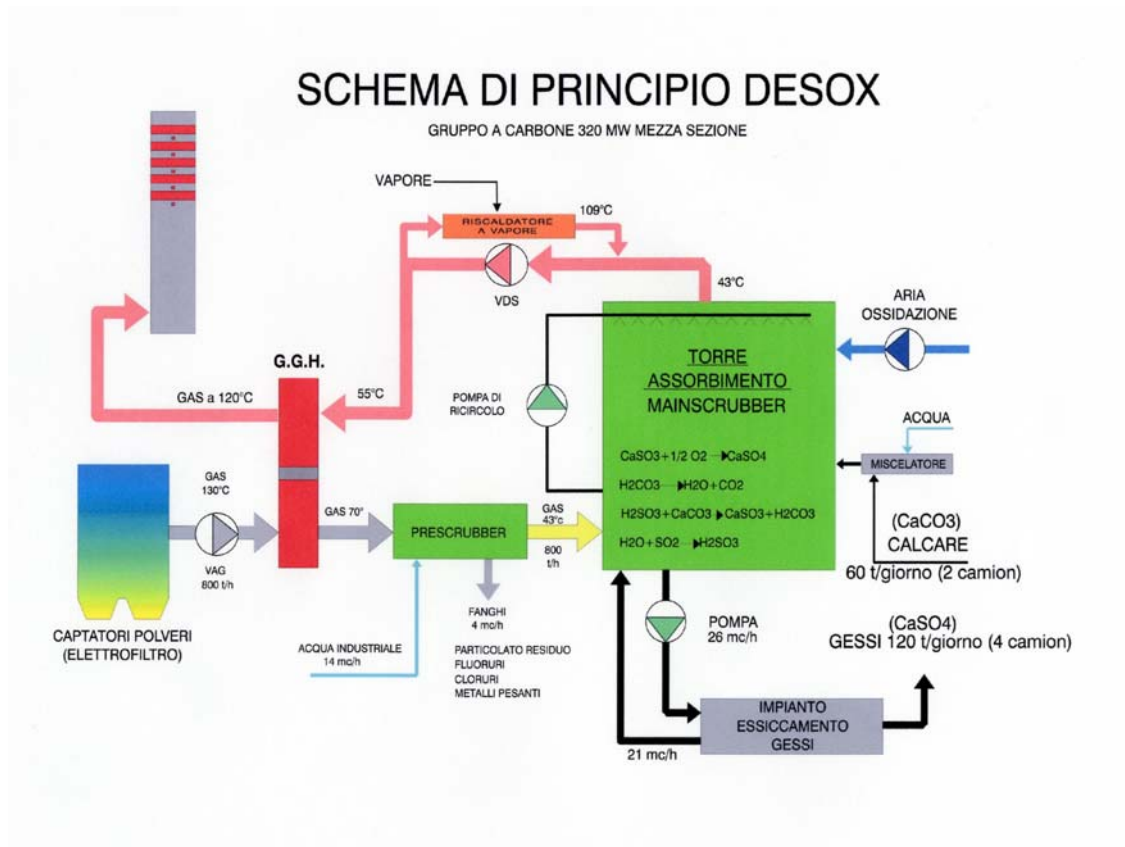 SCHEMA DI PRINCIPIO DESOX
GRUPPO A CARBONE 320 MW MEZZA SEZIONE
VAPORE
RISCALDATORE
A VAPORE
109°C
VDS
43°C
ARIA
OSSIDAZIONE
G.G.H.
GAS a 120°C
55°C
POMPA DI
RICIRCOLO
TORRE
ASSORBIMENTO
MAINSCRUBBER
CaSO3+1/2 O2 CaSO4
H2CO3 H2O+CO2
H2SO3+CaCO3 CaSO3+H2CO3
H2O+SO2 H2SO3
ACQUA
MISCELATORE
(CaCO3)
CALCARE
60 t/giorno (2 camion)
GAS
130°C
VAG
800 t/h
GAS 70°
PRESCRUBBER
GAS
43°c
800
t/h
CAPTATORI POLVERI
(ELETTROFILTRO)
ACQUA INDUSTRIALE
14 mc/h
FANGHI
4 mc/h
PARTICOLATO RESIDUO
FLUORURI
CLORURI
METALLI PESANTI
POMPA
26 mc/h
(CaSO4)
GESSI 120 t/giorno (4 camion)
IMPIANTO
ESSICCAMENTO
GESSI
21 mc/h